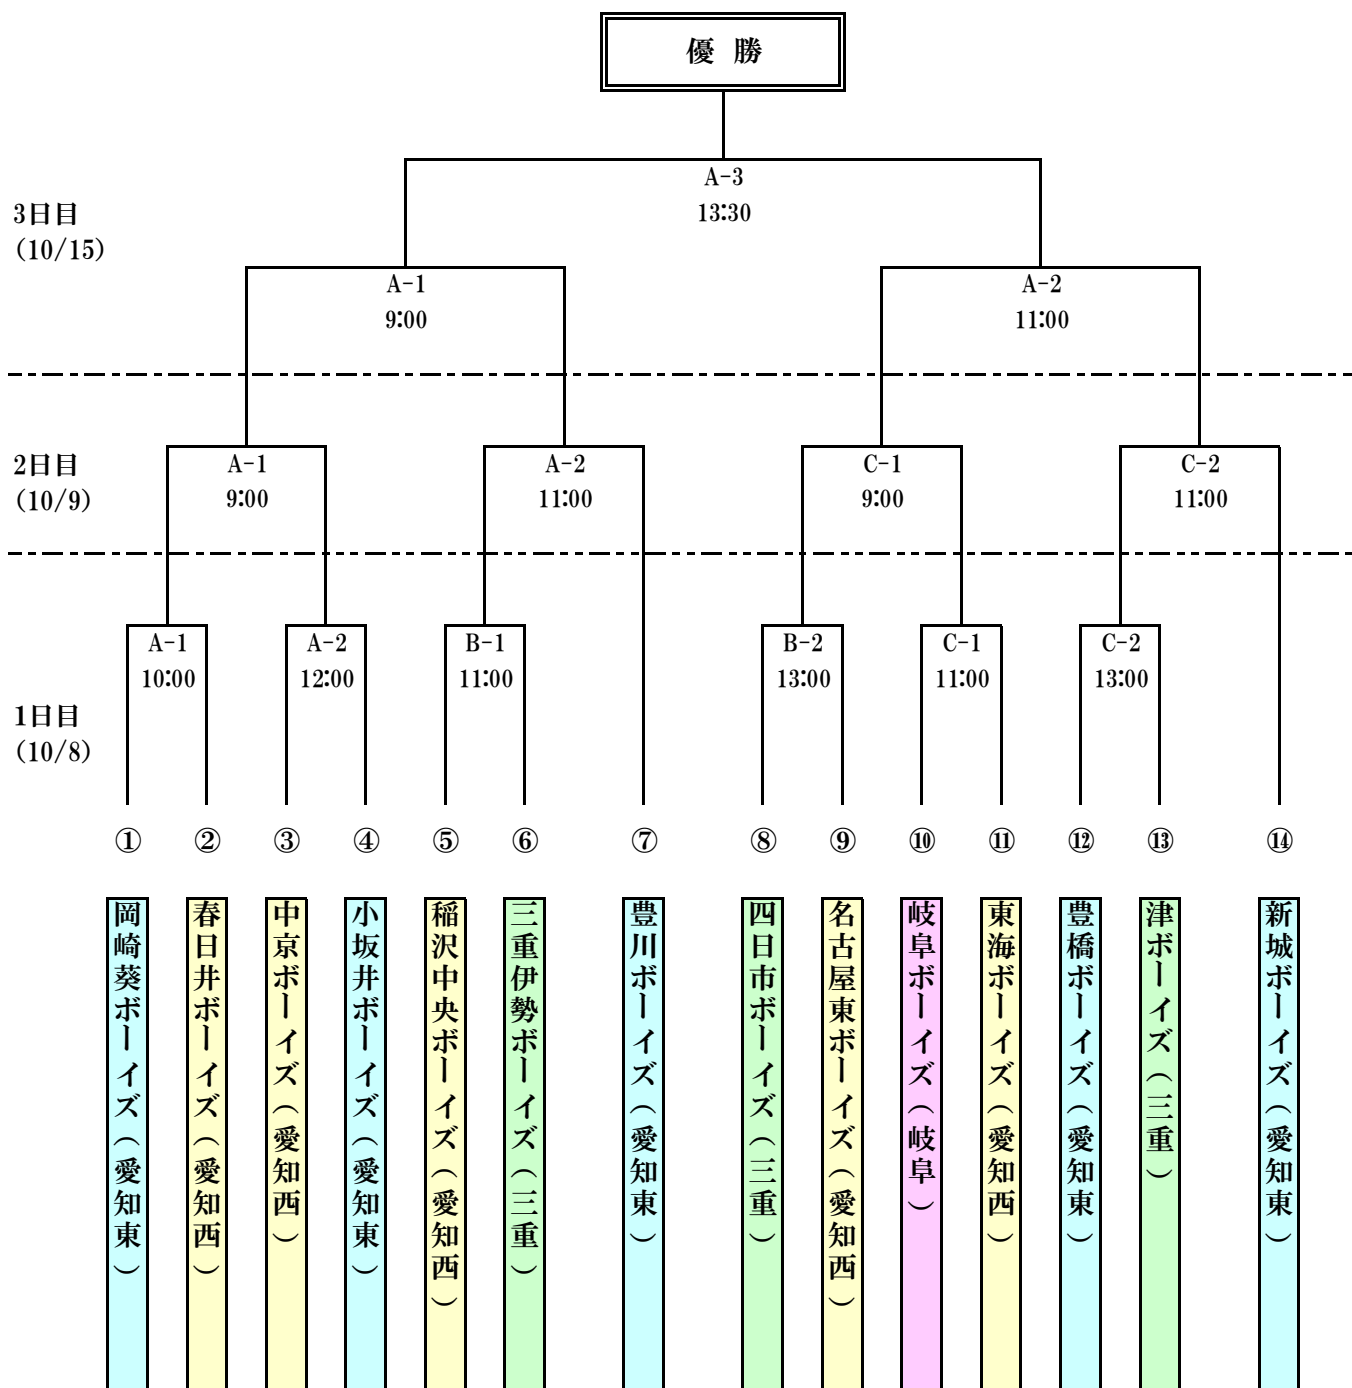 優 勝
A-3
13:30
3日目
(10/15)
A-1
9:00
A-2
11:00
2日目
(10/9)
A-1
9:00
A-2
11:00
C-1
9:00
C-2
11:00
1日目
(10/8)
A-1
10:00
A-2
12:00
B-1
11:00
B-2
13:00
C-1
11:00
C-2
13:00
①
②
③
④
⑤
⑥
⑦
⑧
⑨
⑩
⑪
⑫
⑬
⑭
岡崎葵ボーイズ(愛知東)
春日井ボーイズ(愛知西)
中京ボーイズ(愛知西)
小坂井ボーイズ(愛知東)
稲沢中央ボーイズ(愛知西)
三重伊勢ボーイズ(三重)
豊川ボーイズ(愛知東)
四日市ボーイズ(三重)
名古屋東ボーイズ(愛知西)
岐阜ボーイズ(岐阜)
東海ボーイズ(愛知西)
豊橋ボーイズ(愛知東)
津ボーイズ(三重)
新城ボーイズ(愛知東)